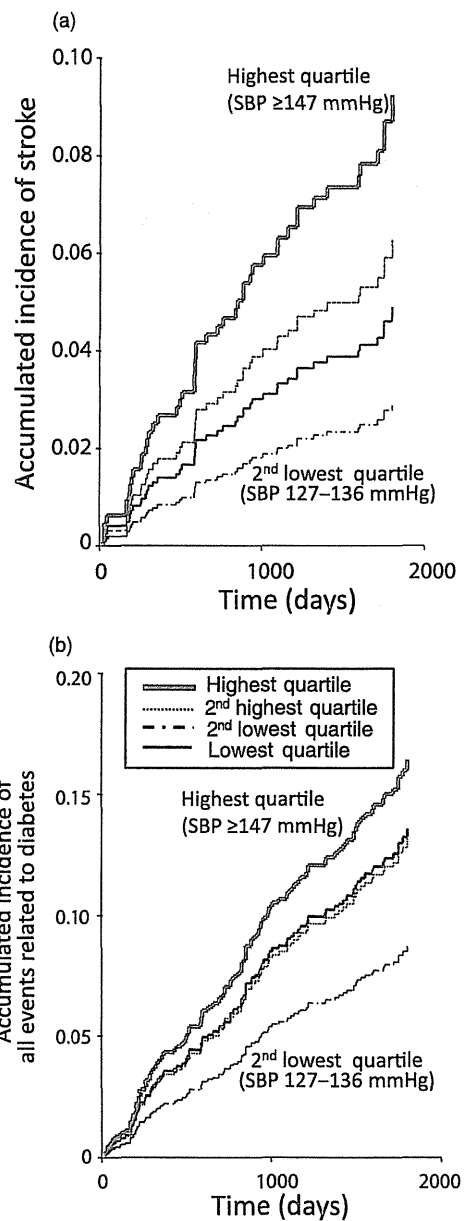 (a)
0.10
Highest quartile
(SBP ≥147 mmHg)
0.08
0.06
0.04
0.02
0
Accumulated incidence of stroke
2nd lowest quartile
(SBP 127–136 mmHg)
0 1000 2000
Time (days)
(b)
0.20
Highest quartile
2nd highest quartile
2nd lowest quartile
Lowest quartile
0.15
Highest quartile
(SBP ≥147 mmHg)
0.10
0.05
0
Accumulated incidence of
all events related to diabetes
2nd lowest quartile
(SBP 127–136 mmHg)
0 1000 2000
Time (days)